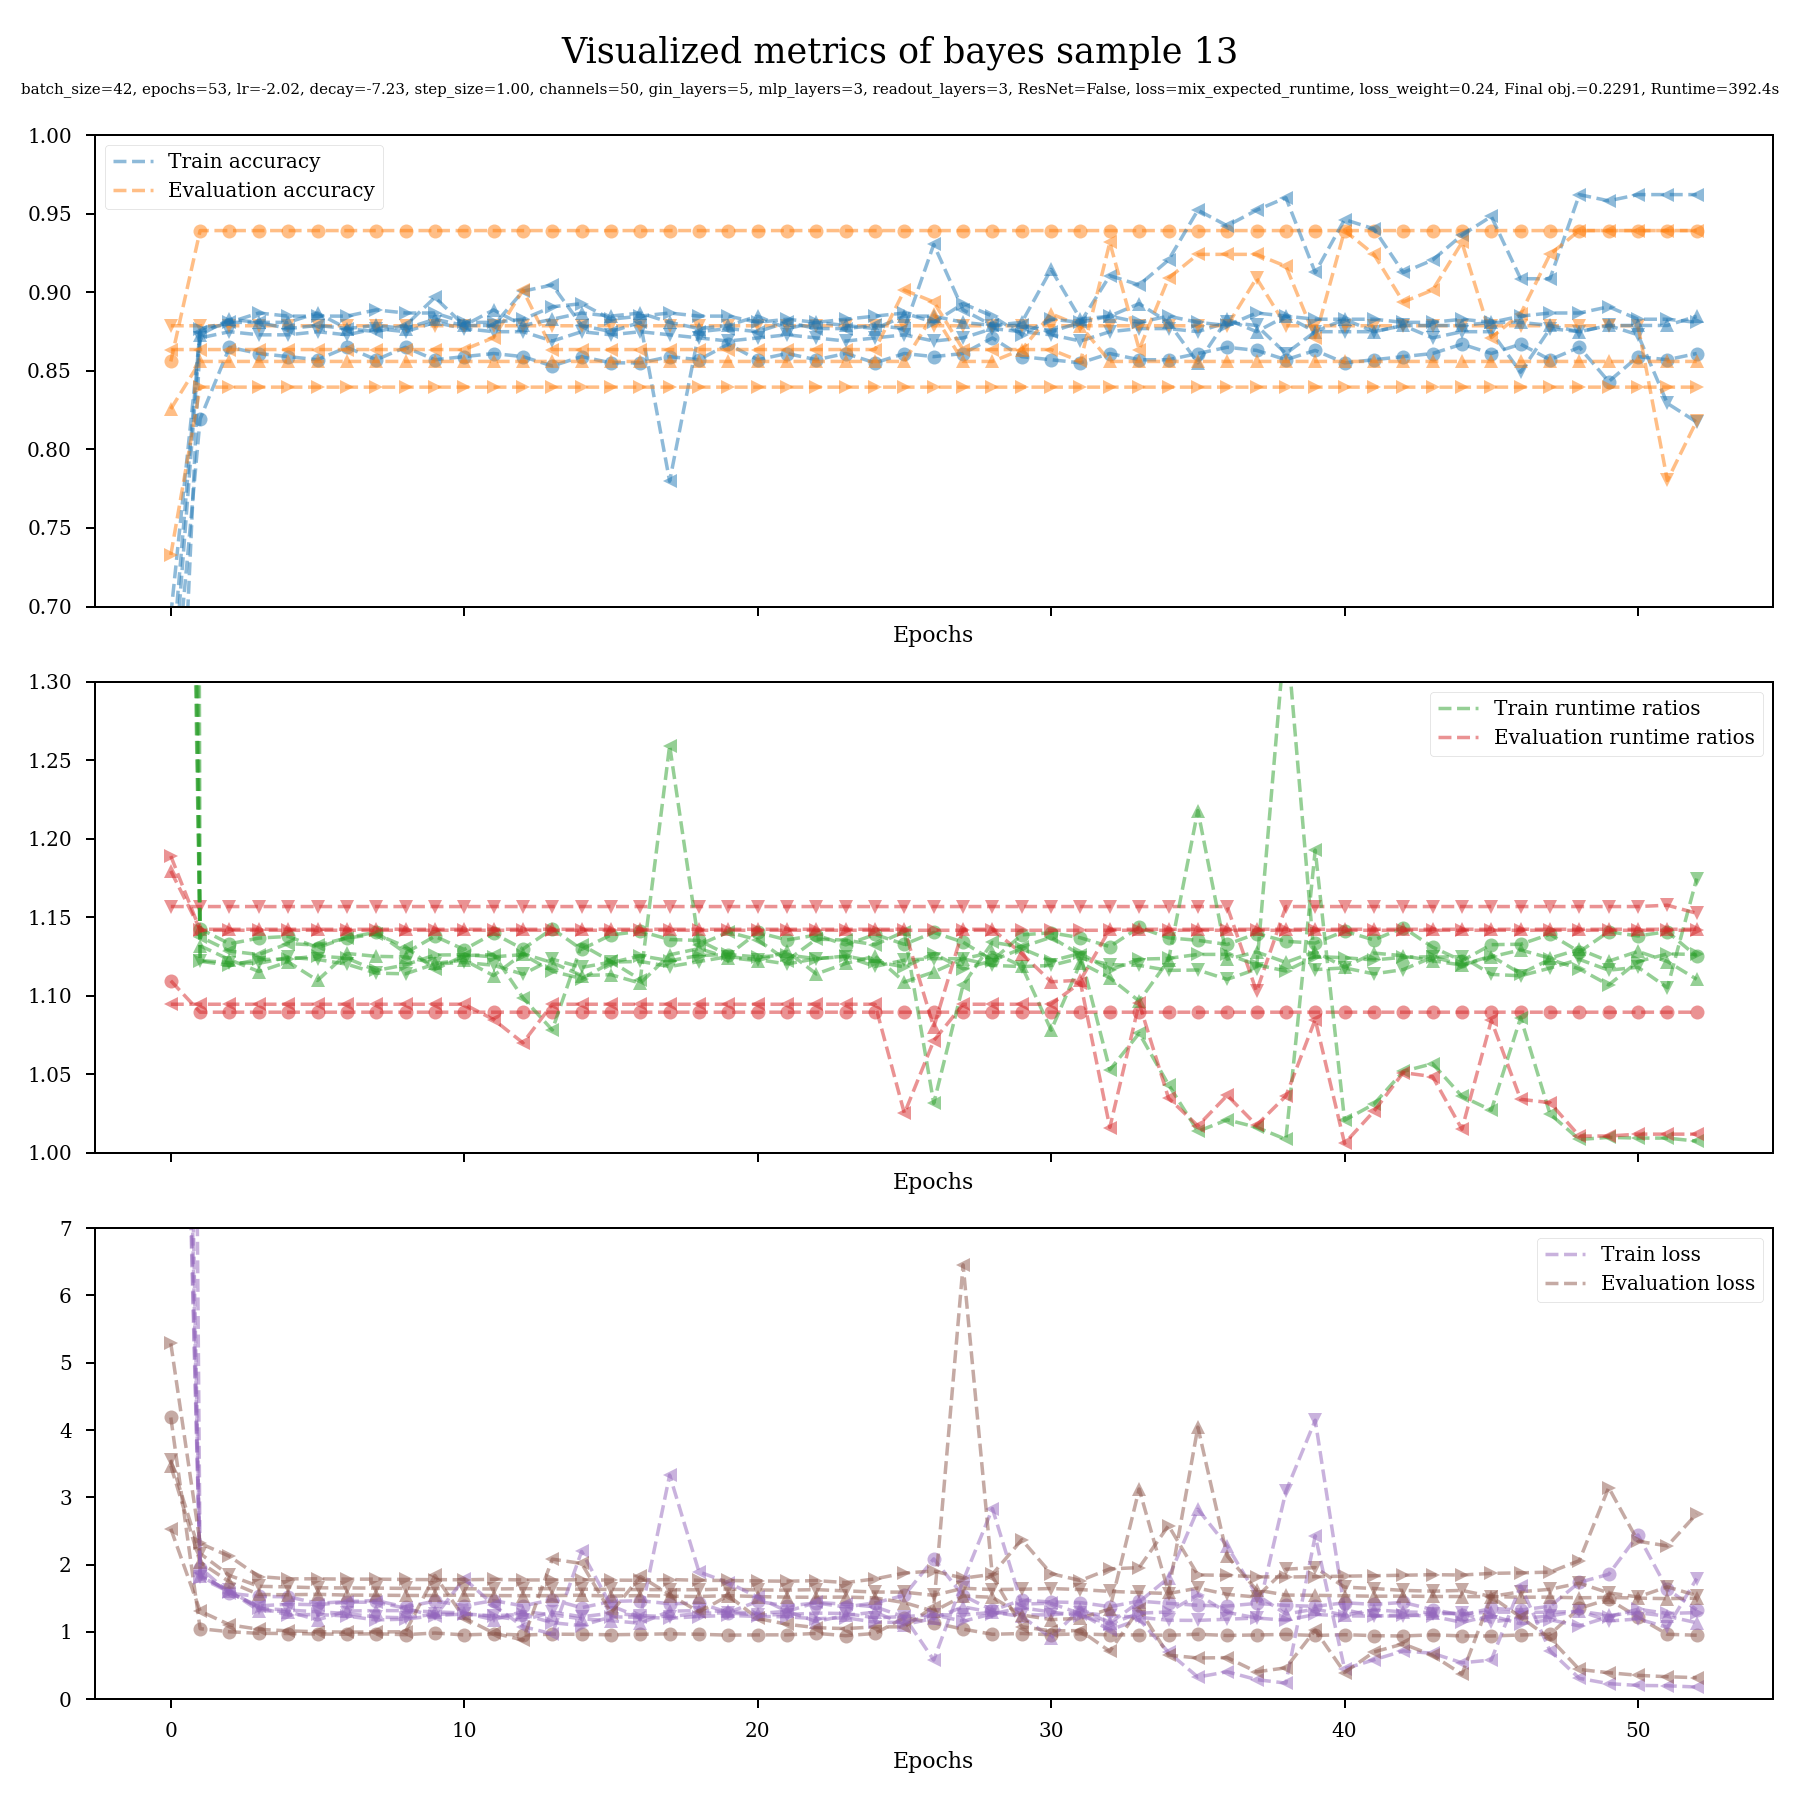 Visualized metrics of bayes sample 13
batch_size=42, epochs=53, lr=-2.02, decay=-7.23, step_size=1.00, channels=50, gin_layers=5, mlp_layers=3, readout_layers=3, ResNet=False, loss=mix_expected_runtime, loss_weight=0.24, Final obj.=0.2291, Runtime=392.4s
1.00
0.95
0.90
0.85
0.80
0.75
0.70
Train accuracy
Evaluation accuracy
Epochs
1.30
1.25
1.20
1.15
1.10
1.05
1.00
Train runtime ratios
Evaluation runtime ratios
Epochs
7
6
5
4
3
2
1
0
Train loss
Evaluation loss
0 10 20 30 40 50
Epochs